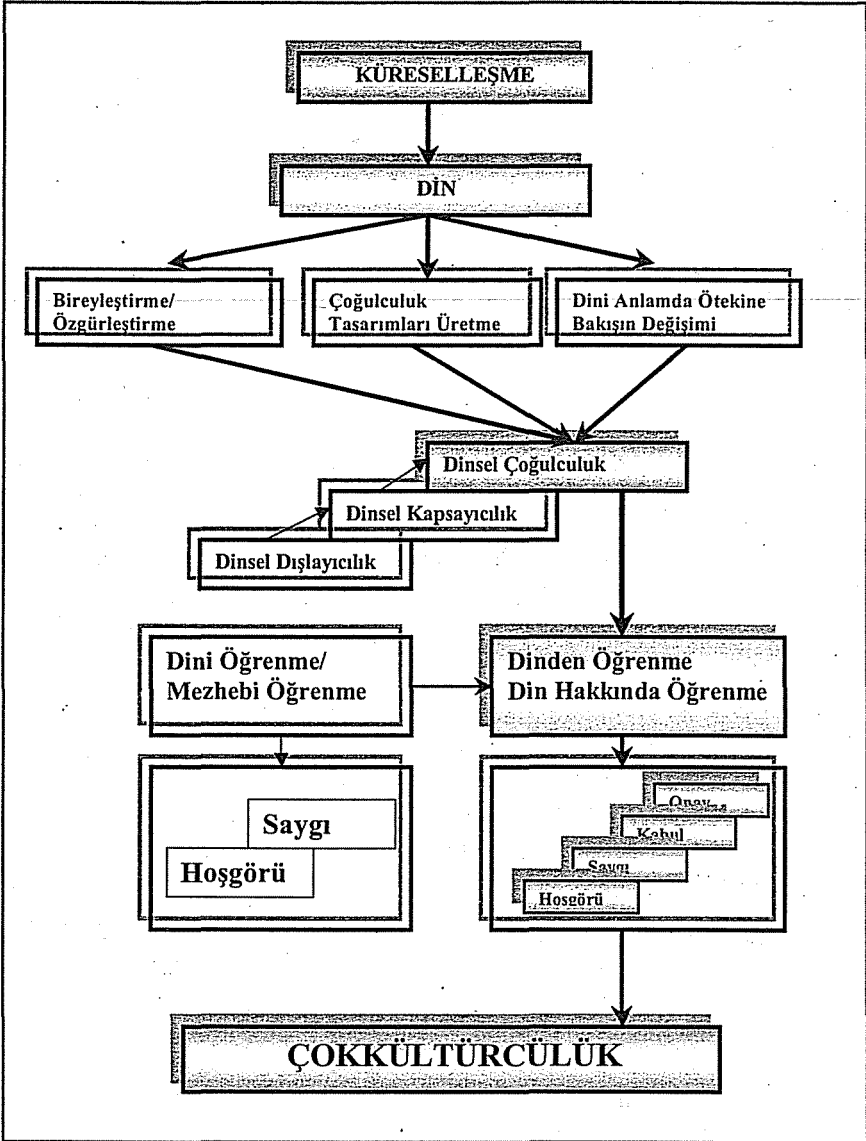 KÜRESELLEŞME
DİN
Bireyleştirme/
Özgürleştirme
Çoğulculuk
Tasarımları Üretme
Dini Anlamda Ötekine
Bakışın Değişimi
Dinsel Çoğulculuk
Dinsel Kapsayıcılık
Dinsel Dışlayıcılık
Dini Öğrenme/
Mezhebi Öğrenme
Dinden Öğrenme
Din Hakkında Öğrenme
Saygı
Hoşgörü
Onay
Kabul
Saygı
Hoşgörü
ÇOKKÜLTÜRCÜLÜK